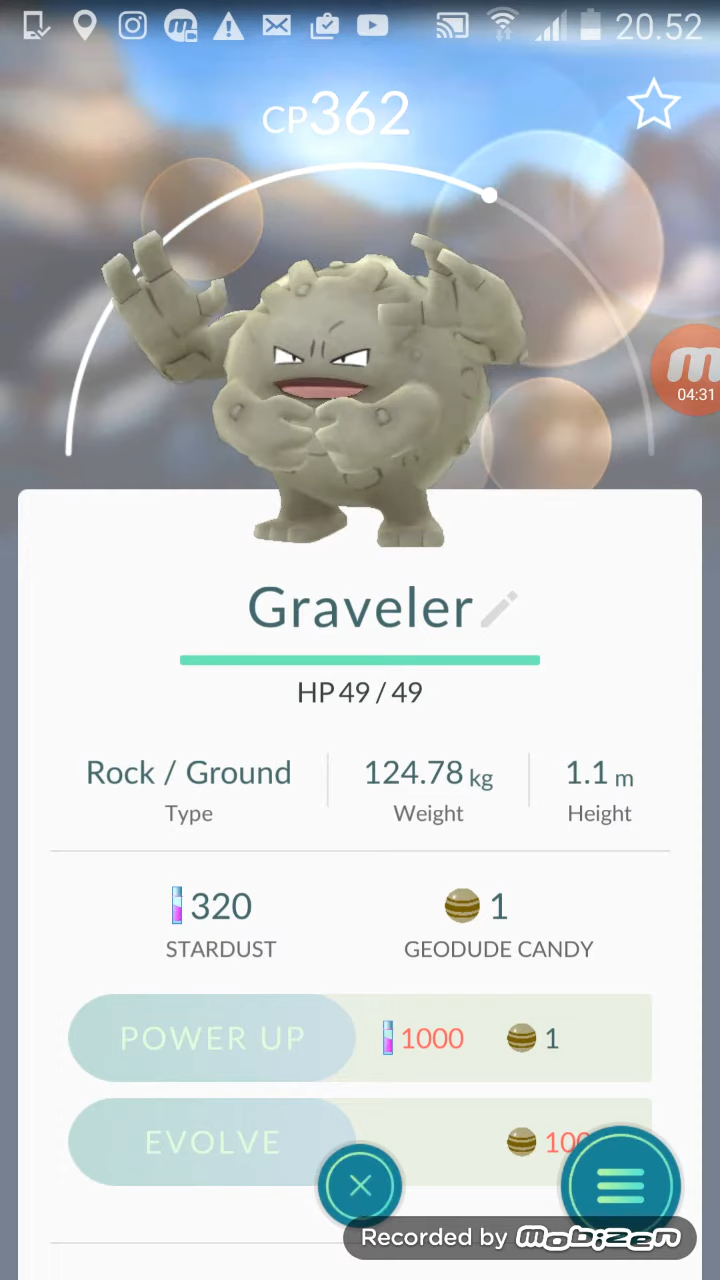 20.52
CP362
04:31
Graveler
HP 49 / 49
Rock / Ground
124.78 kg
1.1 m
Type
Weight
Height
320
1
STARDUST
GEODUDE CANDY
POWER UP
1000
1
EVOLVE
100
Recorded by mobizen